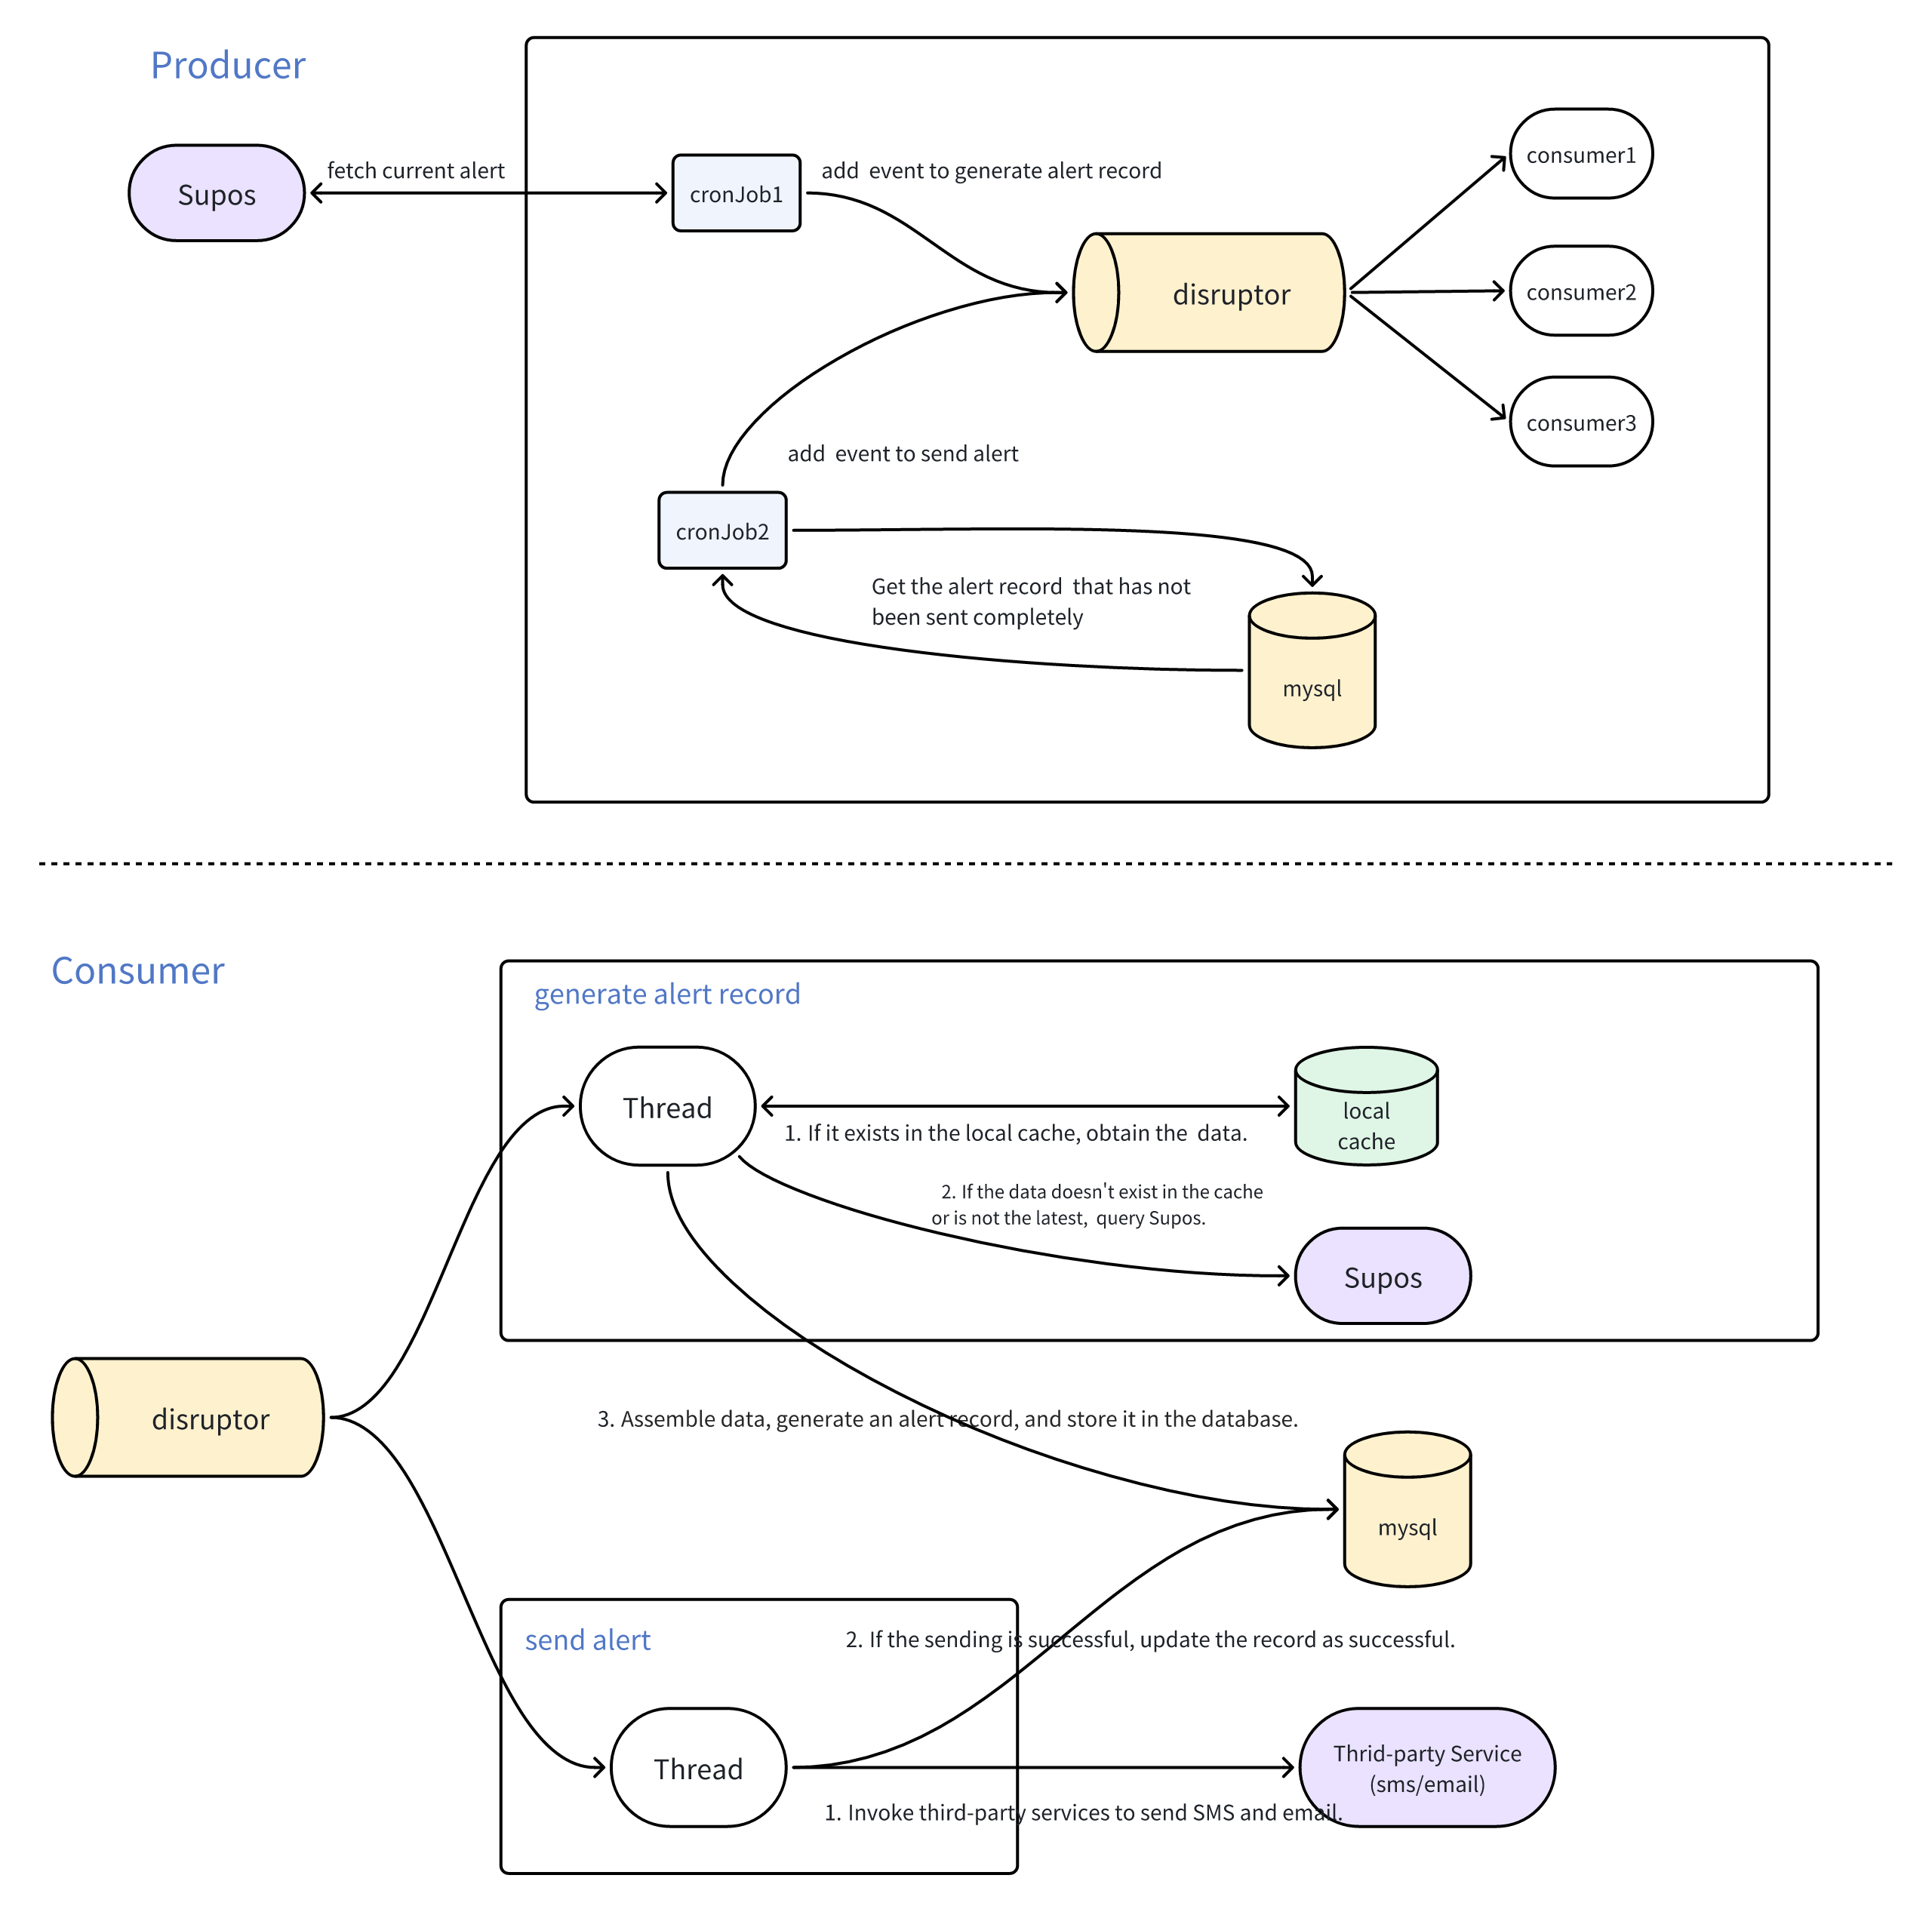 Producer
Supos
fetch current alert
cronJob1
add  event to generate alert record
disruptor
consumer1
consumer2
consumer3
add  event to send alert
cronJob2
Get the alert record  that has not
been sent completely
mysql
Consumer
generate alert record
Thread
1. If it exists in the local cache, obtain the  data.
local
cache
2. If the data doesn't exist in the cache
or is not the latest,  query Supos.
Supos
disruptor
3. Assemble data, generate an alert record, and store it in the database.
mysql
send alert
2. If the sending is successful, update the record as successful.
Thread
Thrid-party Service
(sms/email)
1. Invoke third-party services to send SMS and email.